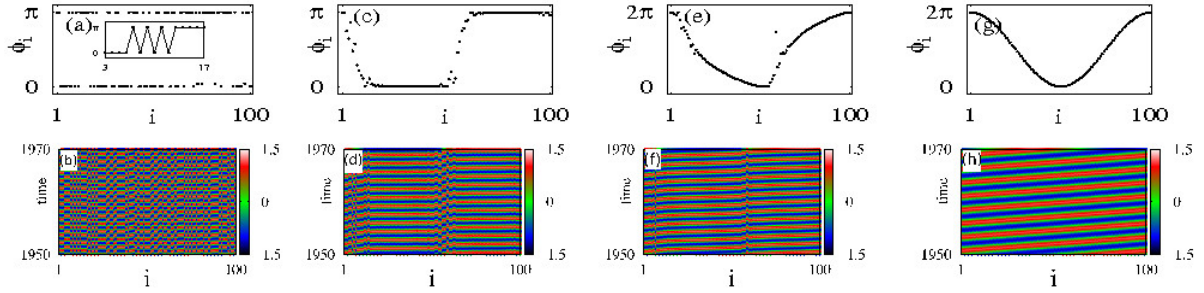 π (a) π 0 3 17 ϕi 0 1 i 100
π (c) ϕi 0 1 i 100
2π (e) ϕi 0 1 i 100
2π (g) ϕi 0 1 i 100
1970 (b) time 1950 1 i 100 1.5 0 1.5
1970 (d) time 1950 1 i 100 1.5 0 1.5
1970 (f) time 1950 1 i 100 1.5 0 1.5
1970 (h) time 1950 1 i 100 1.5 0 1.5